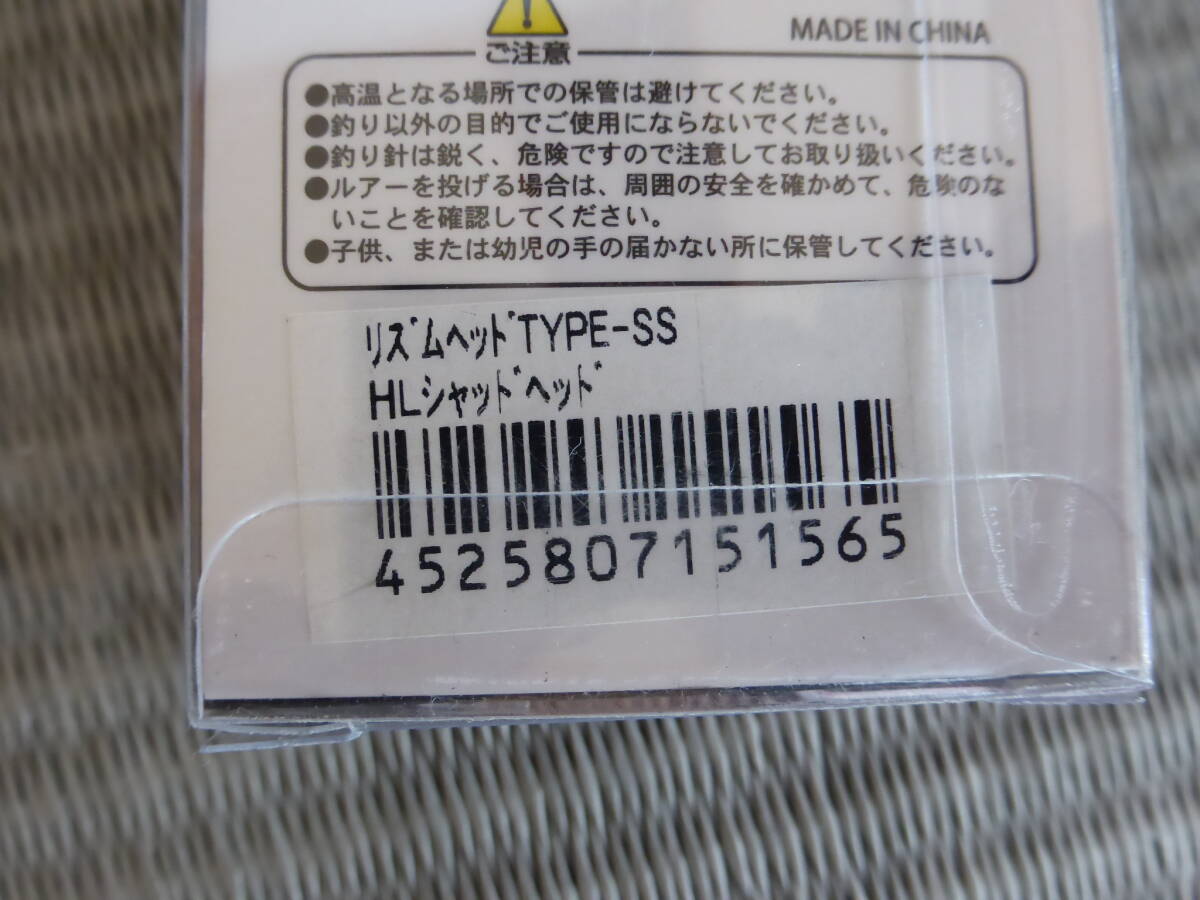 MADE IN CHINA
ご注意
●高温となる場所での保管は避けてください。
●釣り以外の目的でご使用にならないでください。
●釣り針は鋭く、危険ですので注意してお取り扱いください。
●ルアーを投げる場合は、周囲の安全を確かめて、危険のな
いことを確認してください。
●子供、または幼児の手の届かない所に保管してください。
ﾘｽﾞﾑﾍｯﾄﾞTYPE-SS
HLｼｬｯﾄﾞﾍｯﾄﾞ
4525807151565